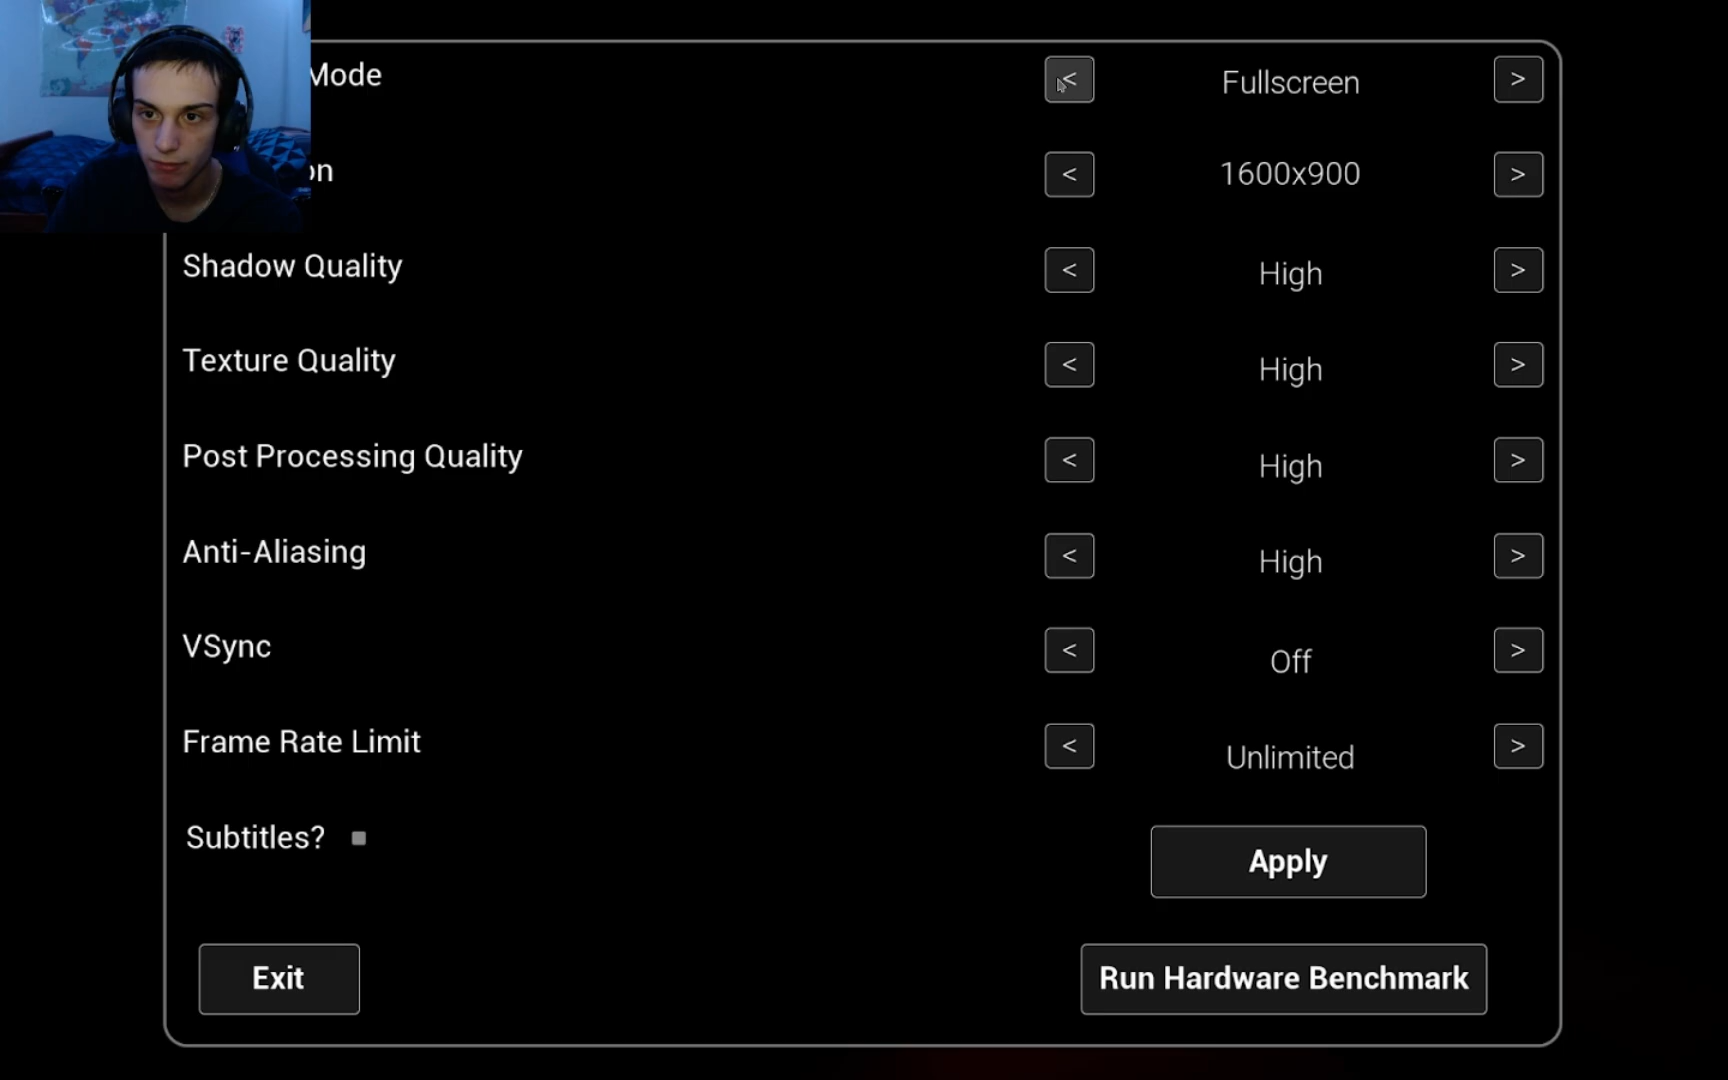 Mode < Fullscreen >
on < 1600x900 >
Shadow Quality < High >
Texture Quality < High >
Post Processing Quality < High >
Anti-Aliasing < High >
VSync < Off >
Frame Rate Limit < Unlimited >
Subtitles?
Apply
Exit
Run Hardware Benchmark